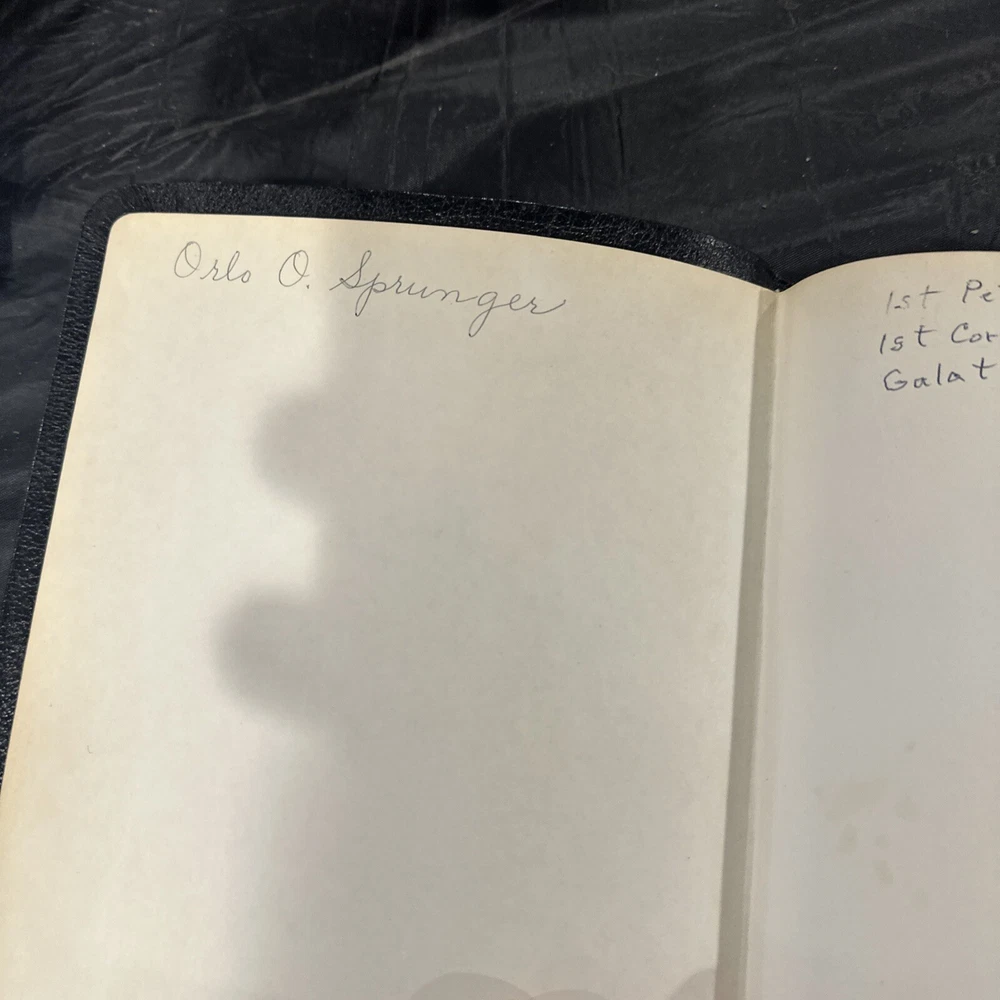 Orlo O. Sprunger
1st Pe
1st Cor
Galat